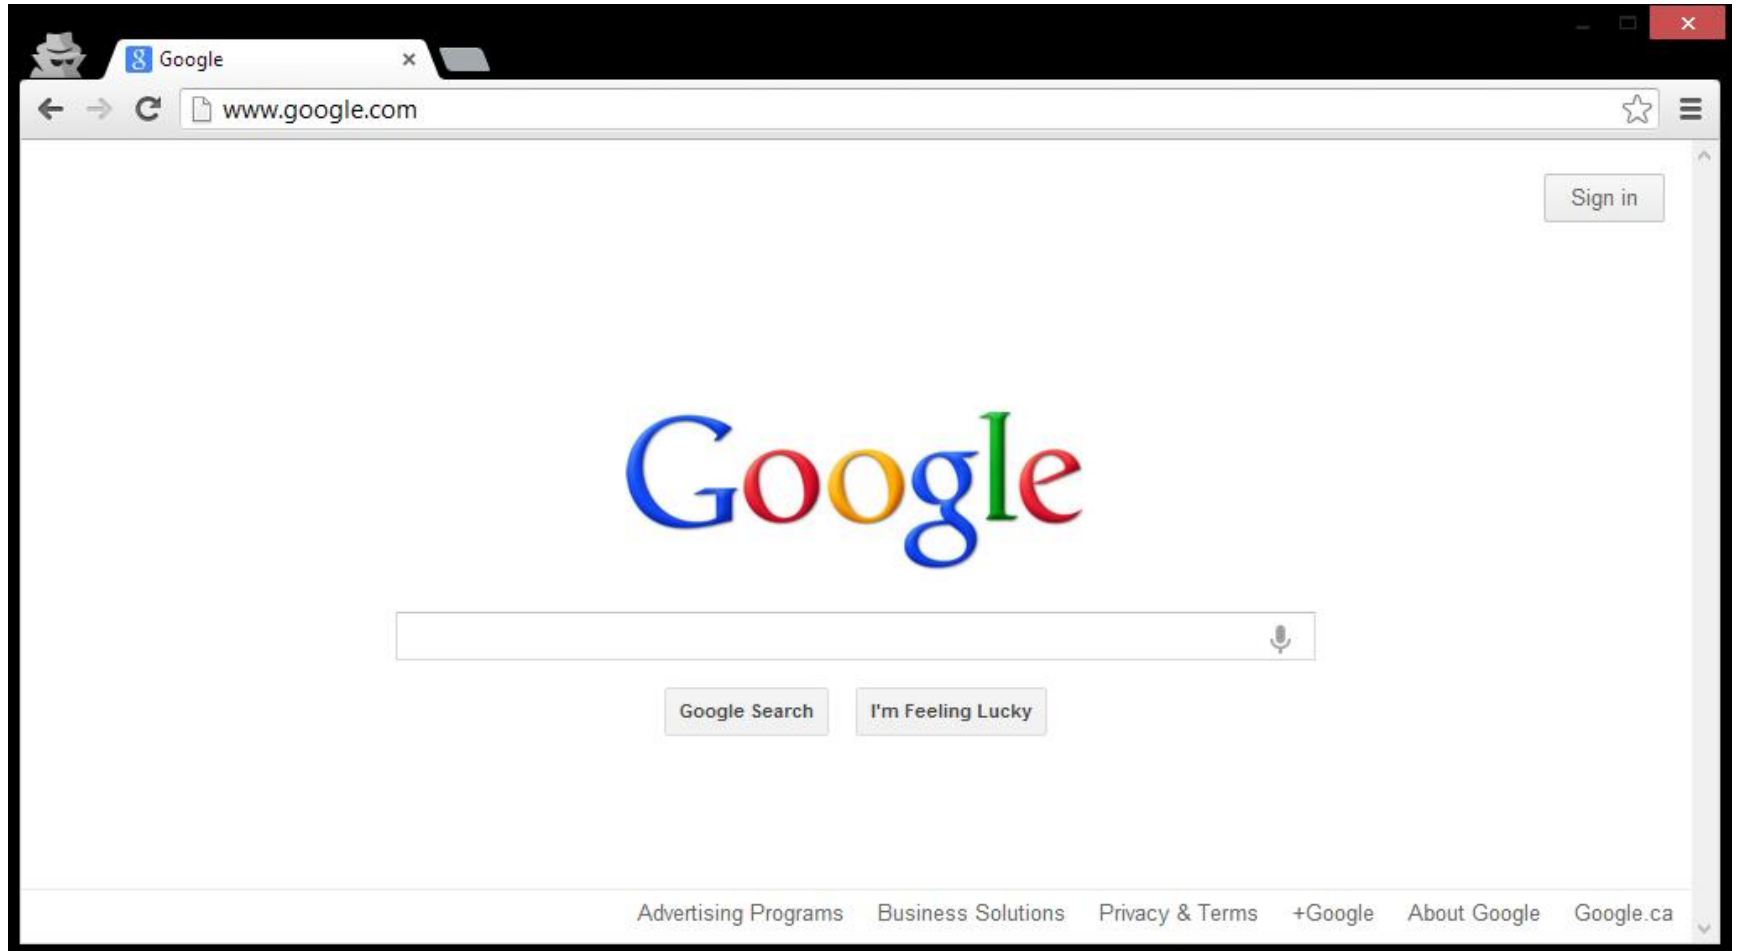 Google
www.google.com
Sign in
Google
Google Search
I'm Feeling Lucky
Advertising Programs Business Solutions Privacy & Terms +Google About Google Google.ca